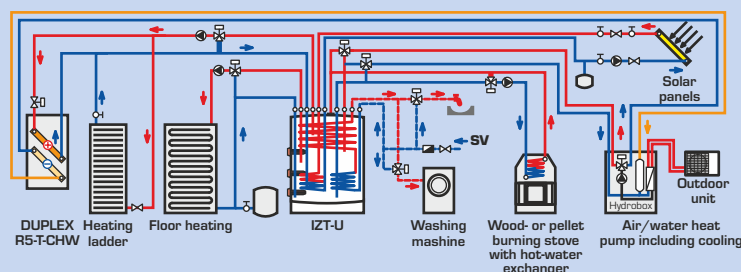 Solar
panels
SV
DUPLEX
R5-T-CHW
Heating
ladder
Floor heating
IZT-U
Washing
mashine
Wood- or pellet
burning stove
with hot-water
exchanger
Hydrobox
Air/water heat
pump including cooling
Outdoor
unit